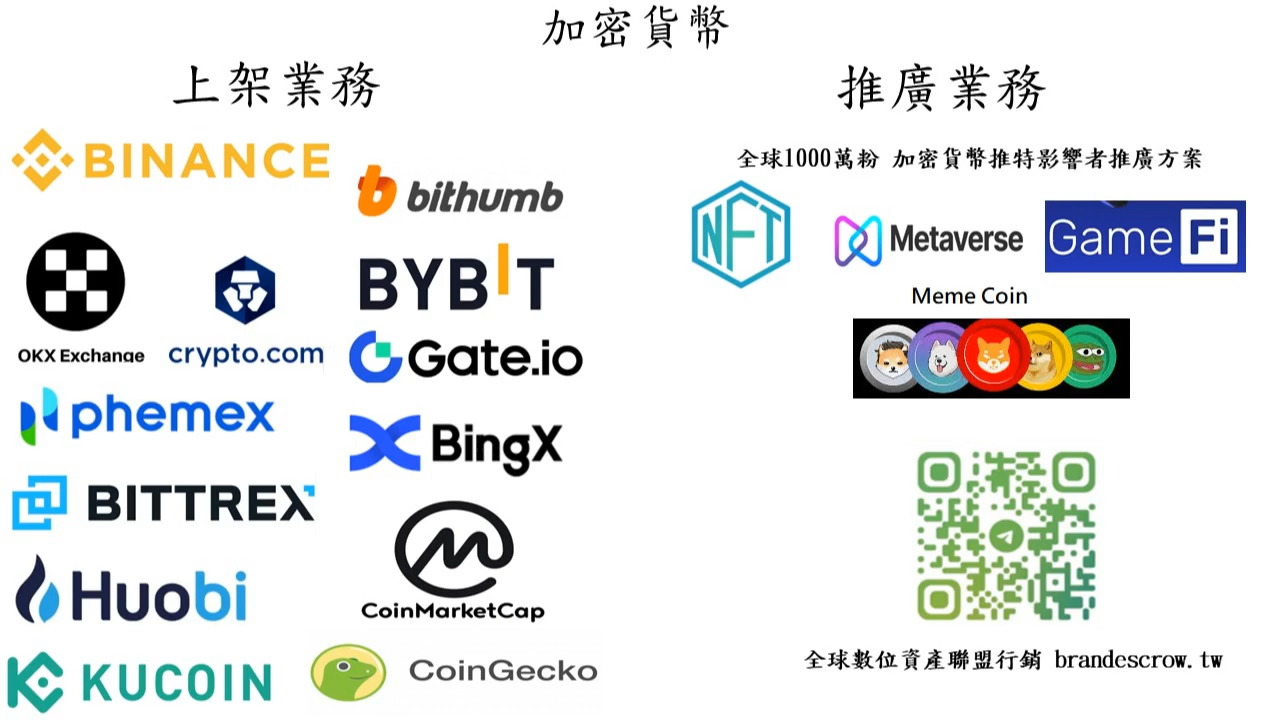 加密貨幣
上架業務
BINANCE
bithumb
OKX Exchange
crypto.com
BYBIT
Gate.io
phemex
BingX
BITTREX
CoinMarketCap
Huobi
KUCOIN
CoinGecko
推廣業務
全球1000萬粉 加密貨幣推特影響者推廣方案
NFT
Metaverse
GameFi
Meme Coin
全球數位資產聯盟行銷 brandescrow.tw